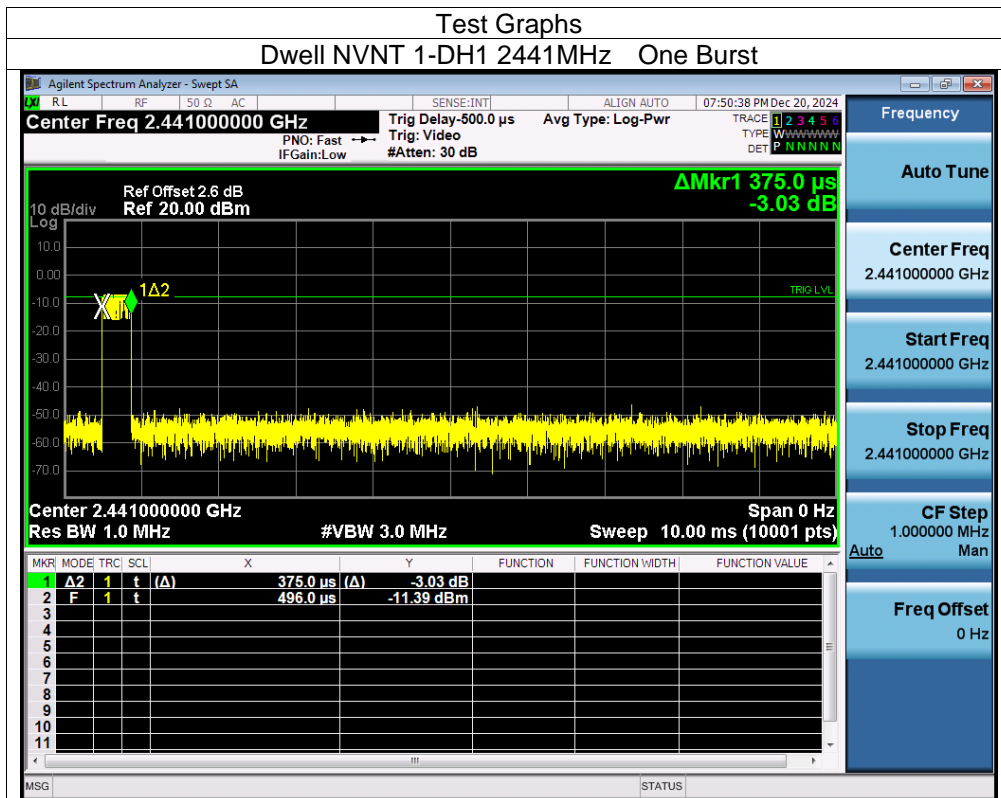 Test Graphs
Dwell NVNT 1-DH1 2441MHz One Burst
Agilent Spectrum Analyzer - Swept SA
LXI RL RF 50 Ω AC SENSE:INT ALIGN AUTO 07:50:38 PM Dec 20, 2024
Center Freq 2.441000000 GHz Trig Delay-500.0 µs Avg Type: Log-Pwr TRACE 1 2 3 4 5 6
PNO: Fast Trig: Video TYPE WWWWWW
IFGain:Low #Atten: 30 dB DET P N N N N N
Frequency
Auto Tune
Center Freq
2.441000000 GHz
Start Freq
2.441000000 GHz
Stop Freq
2.441000000 GHz
CF Step
1.000000 MHz
Auto Man
Freq Offset
0 Hz
ΔMkr1 375.0 µs
-3.03 dB
Ref Offset 2.6 dB
10 dB/div Ref 20.00 dBm
Log
10.0
0.00
-10.0
-20.0
-30.0
-40.0
-50.0
-60.0
-70.0
1Δ2
TRIG LVL
Center 2.441000000 GHz Span 0 Hz
Res BW 1.0 MHz #VBW 3.0 MHz Sweep 10.00 ms (10001 pts)
MKR MODE TRC SCL X Y FUNCTION FUNCTION WIDTH FUNCTION VALUE
1 Δ2 1 t (Δ) 375.0 µs (Δ) -3.03 dB
2 F 1 t 496.0 µs -11.39 dBm
3
4
5
6
7
8
9
10
11
MSG STATUS